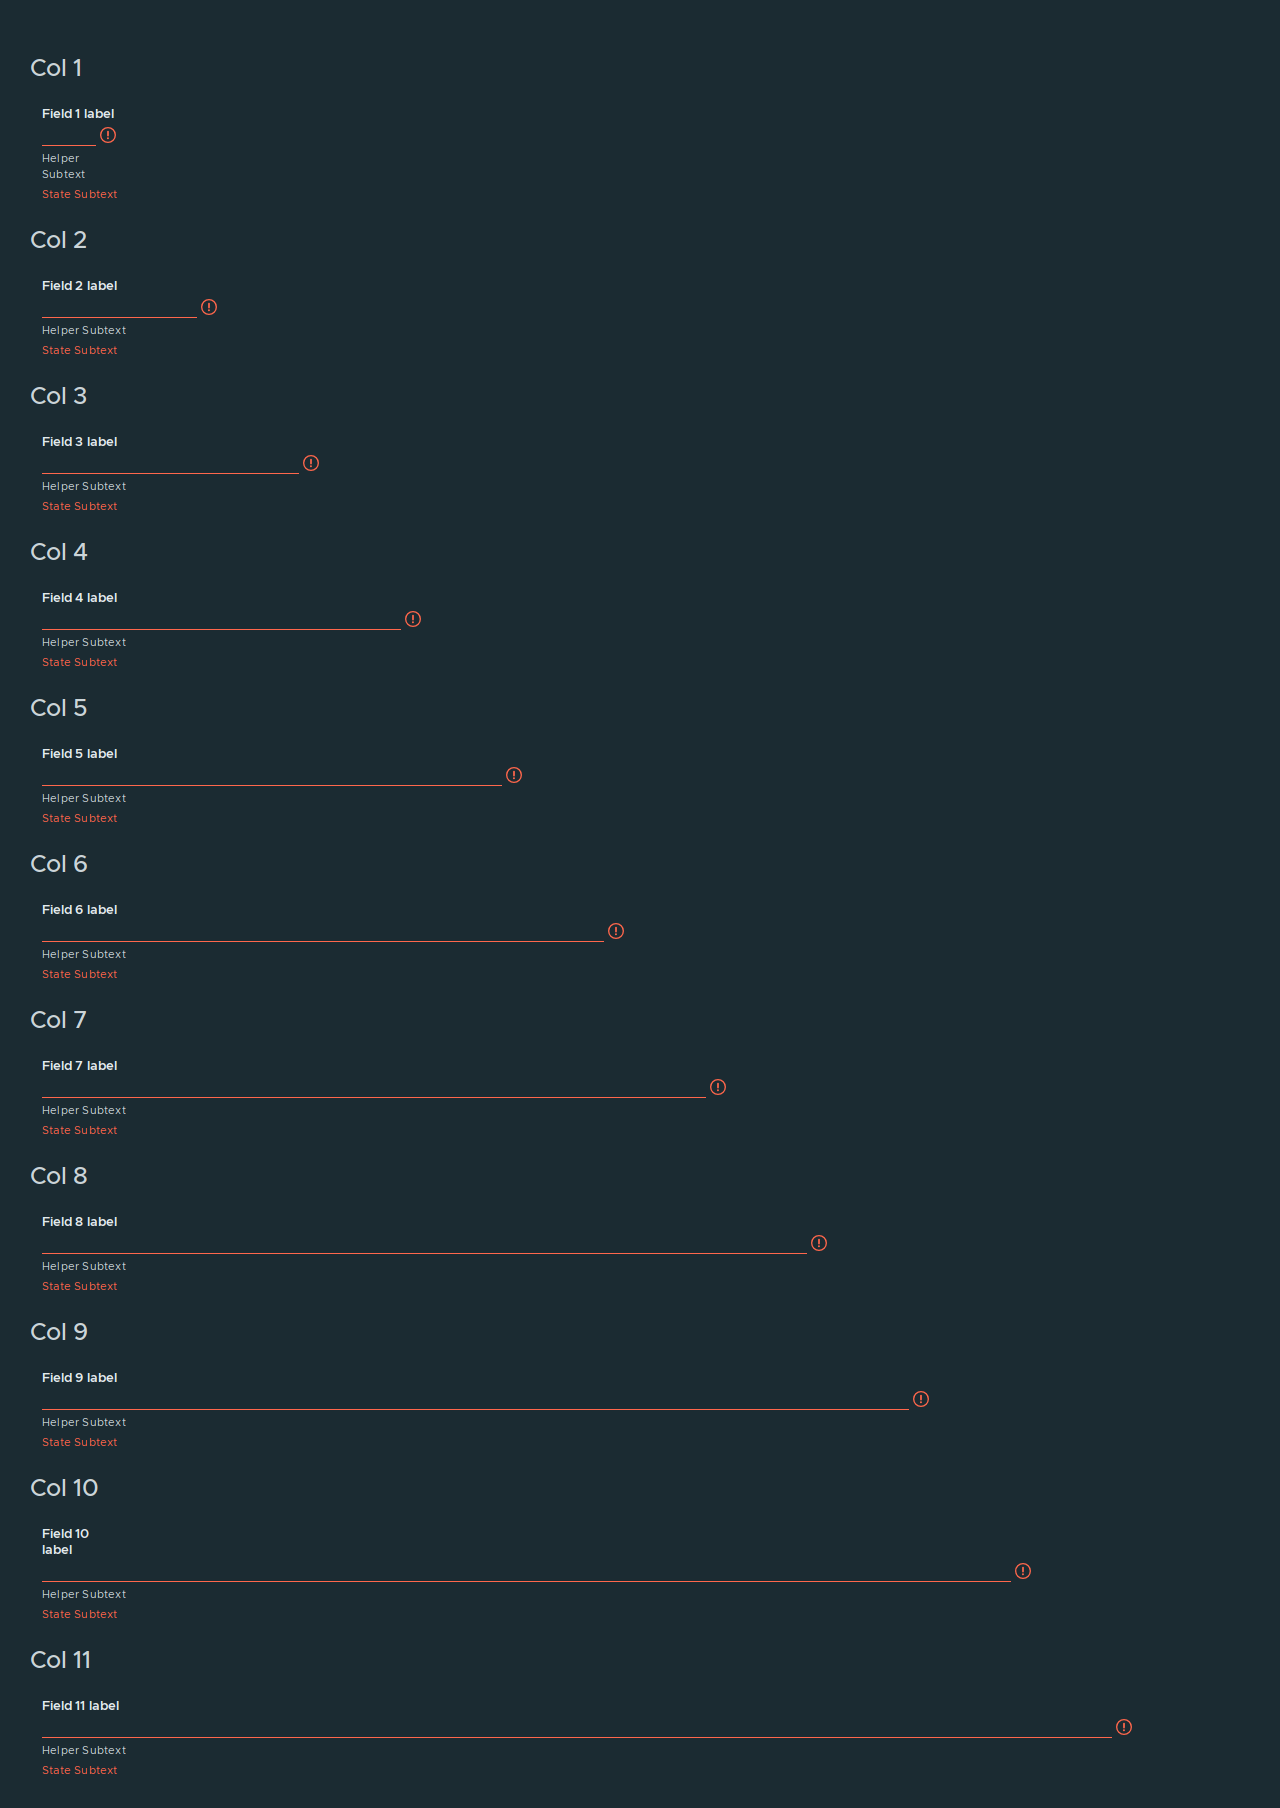 Col 1
Field 1 label
Helper
Subtext
State Subtext
Col 2
Field 2 label
Helper Subtext
State Subtext
Col 3
Field 3 label
Helper Subtext
State Subtext
Col 4
Field 4 label
Helper Subtext
State Subtext
Col 5
Field 5 label
Helper Subtext
State Subtext
Col 6
Field 6 label
Helper Subtext
State Subtext
Col 7
Field 7 label
Helper Subtext
State Subtext
Col 8
Field 8 label
Helper Subtext
State Subtext
Col 9
Field 9 label
Helper Subtext
State Subtext
Col 10
Field 10
label
Helper Subtext
State Subtext
Col 11
Field 11 label
Helper Subtext
State Subtext